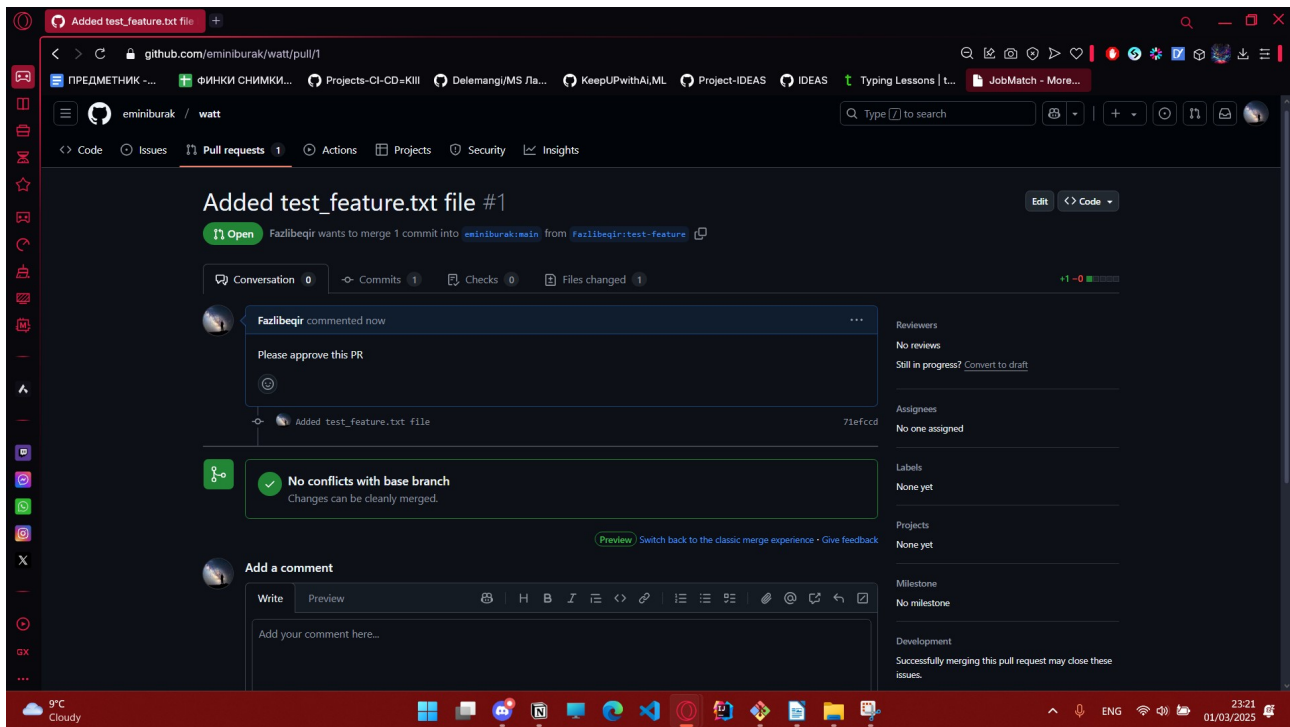 Added test_feature.txt file
github.com/eminiburak/watt/pull/1
ПРЕДМЕТНИК -... ФИНКИ СНИМКИ... Projects-CI-CD=KIII Delemangi/MS Ла... KeepUPwithAi,ML Project-IDEAS IDEAS Typing Lessons | t... JobMatch - More...
eminiburak / watt Type / to search
Code Issues Pull requests 1 Actions Projects Security Insights
Added test_feature.txt file #1
Edit Code
Open Fazlibeqir wants to merge 1 commit into eminiburak:main from Fazlibeqir:test-feature
Conversation 0 Commits 1 Checks 0 Files changed 1 +1 −0
Fazlibeqir commented now
Please approve this PR
Added test_feature.txt file 71efccd
No conflicts with base branch
Changes can be cleanly merged.
Preview Switch back to the classic merge experience · Give feedback
Add a comment
Write Preview H B I
Add your comment here...
Reviewers
No reviews
Still in progress? Convert to draft
Assignees
No one assigned
Labels
None yet
Projects
None yet
Milestone
No milestone
Development
Successfully merging this pull request may close these
issues.
GX
9°C
Cloudy
ENG
23:21
01/03/2025